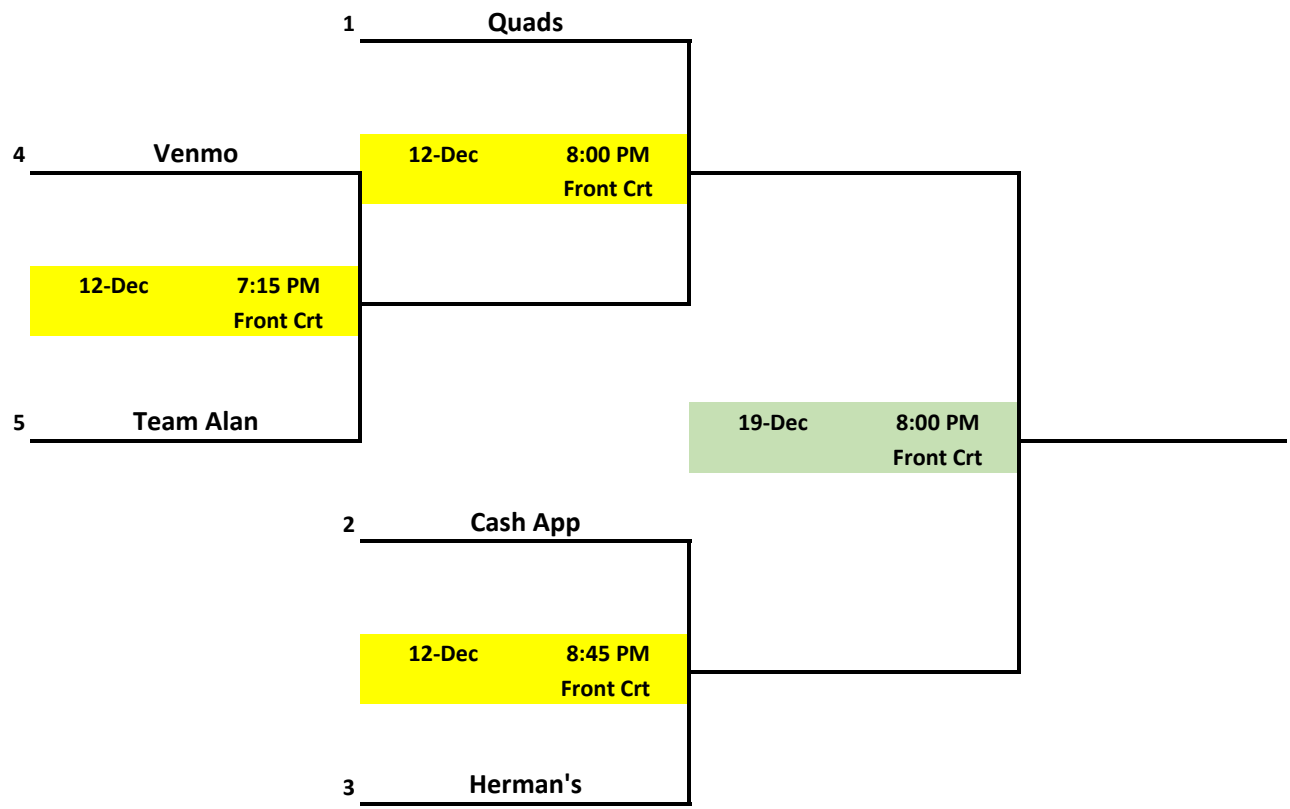 1 Quads
4 Venmo 12-Dec 8:00 PM
Front Crt
12-Dec 7:15 PM
Front Crt
5 Team Alan 19-Dec 8:00 PM
Front Crt
2 Cash App
12-Dec 8:45 PM
Front Crt
3 Herman's